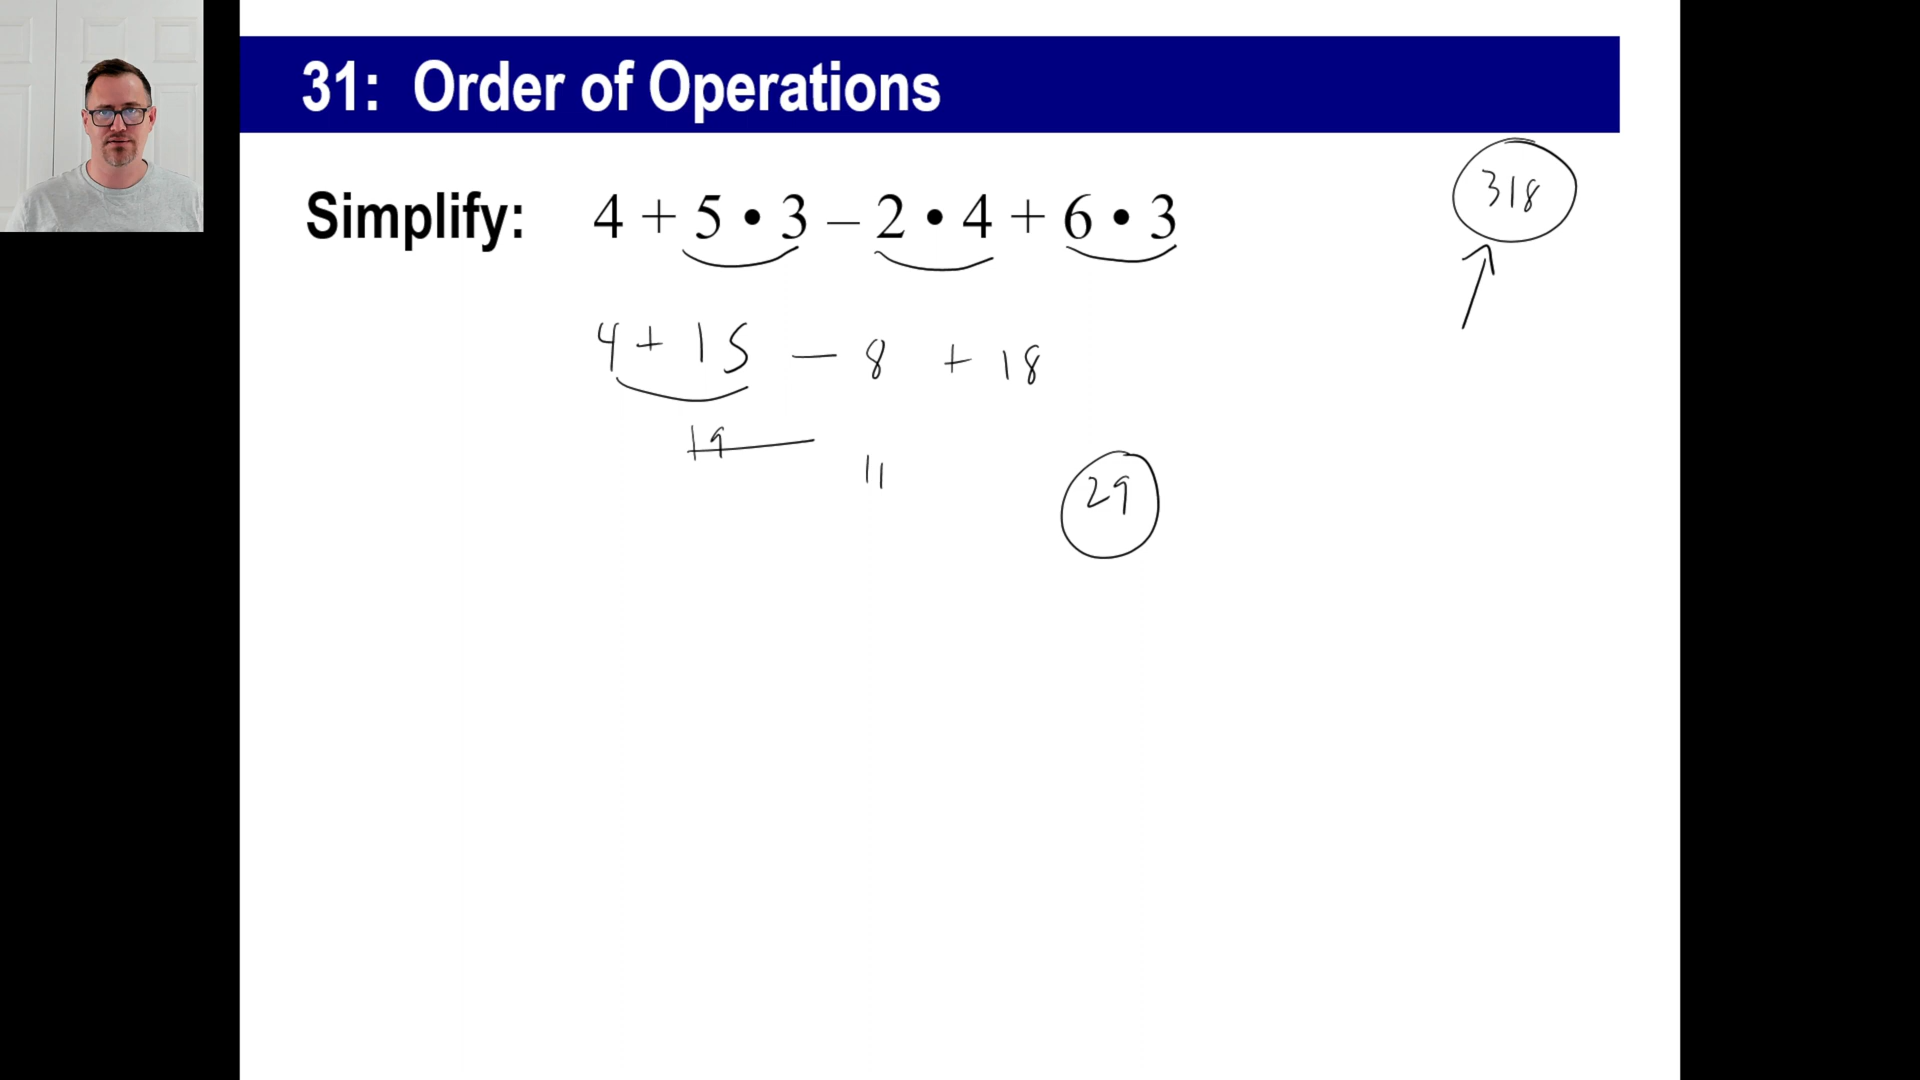 31: Order of Operations
Simplify: 4 + 5 • 3 – 2 • 4 + 6 • 3
318
4 + 15 — 8 + 18
19
11
29